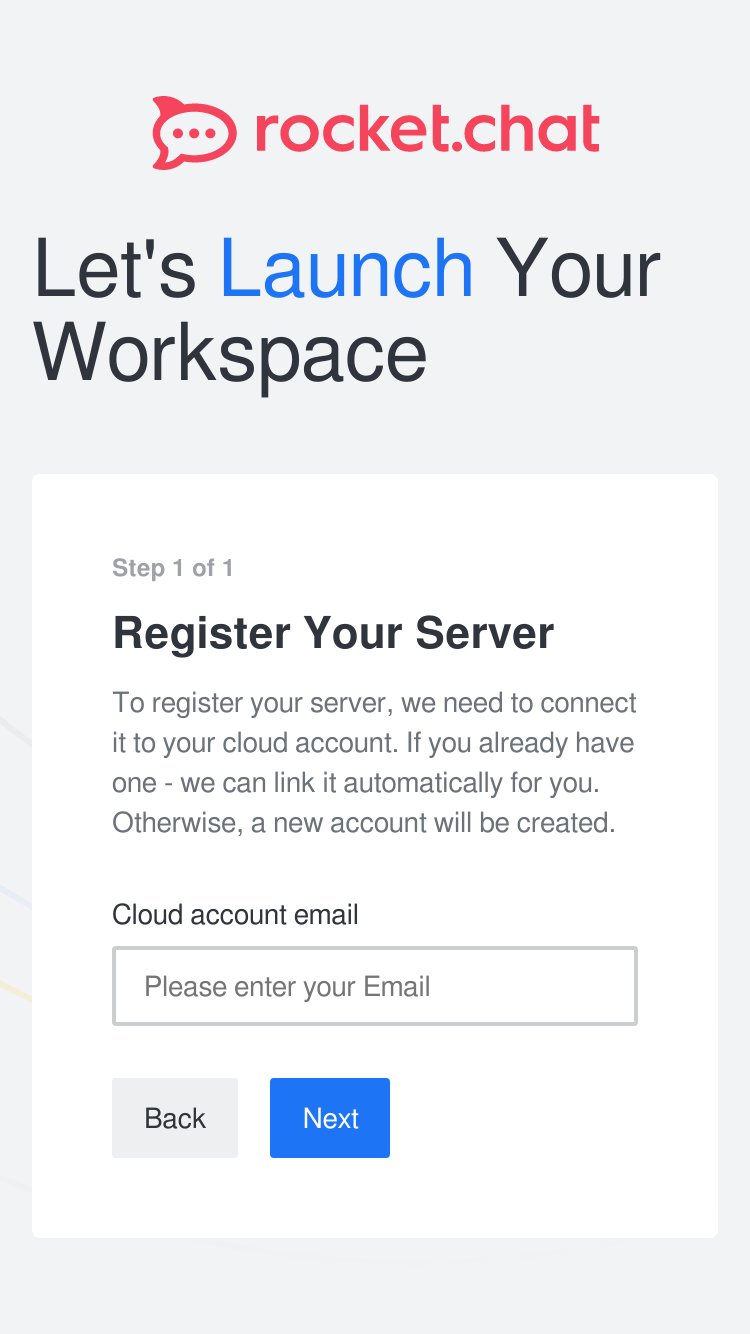 rocket.chat
Let's Launch Your
Workspace
Step 1 of 1
Register Your Server
To register your server, we need to connect
it to your cloud account. If you already have
one - we can link it automatically for you.
Otherwise, a new account will be created.
Cloud account email
Please enter your Email
Back Next